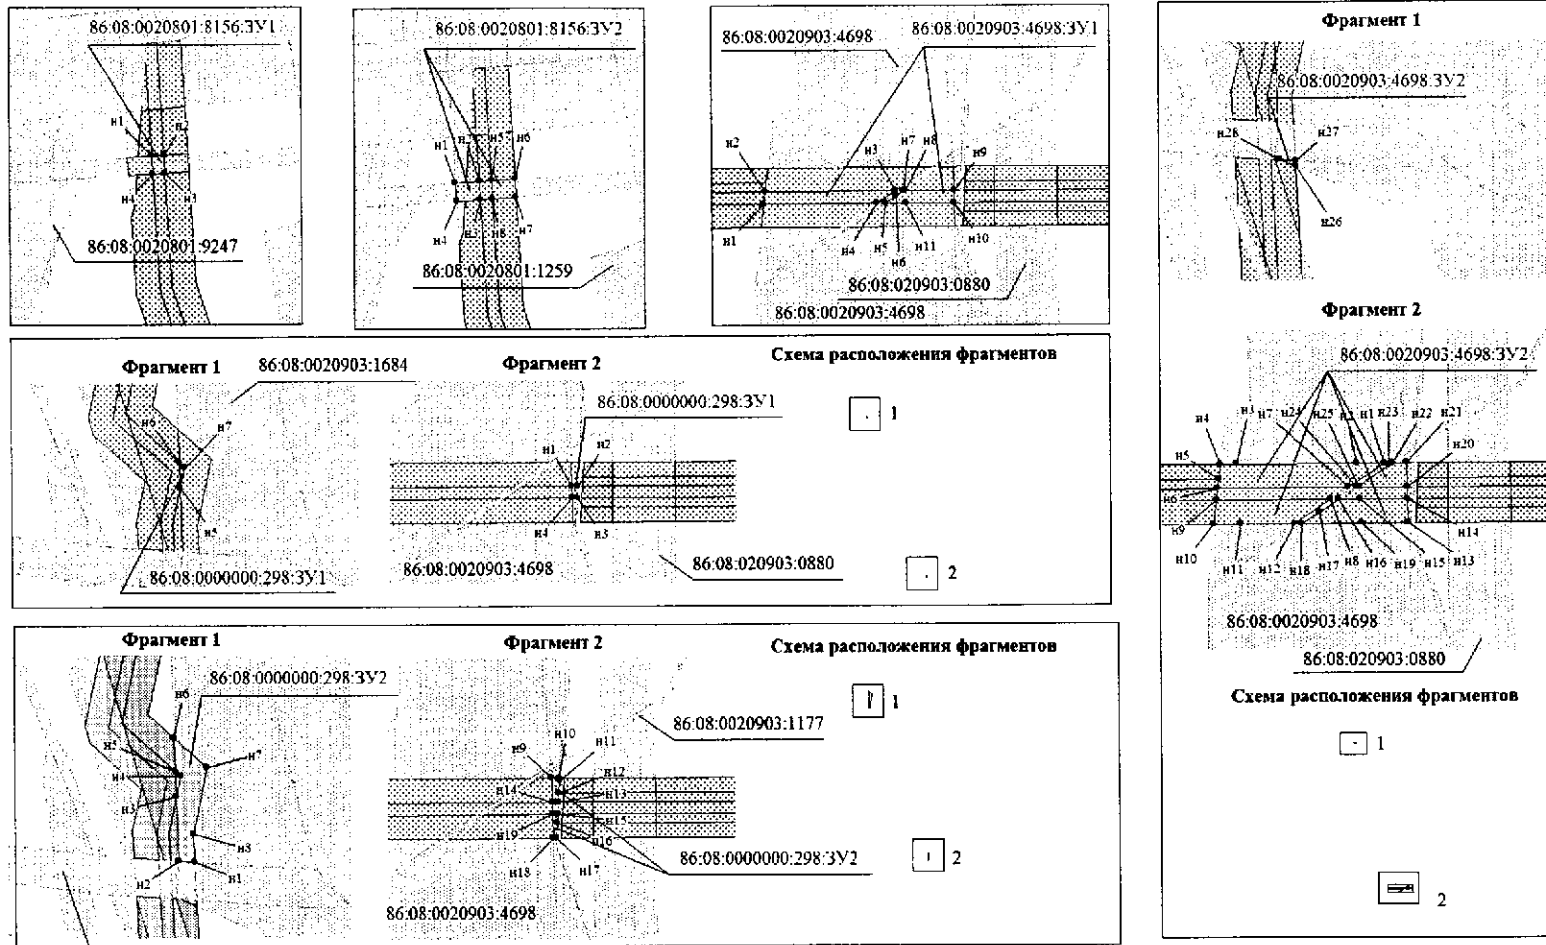 86:08:0020801:8156:ЗУ1
н1
н2
н4
н3
86:08:0020801:9247
86:08:0020801:8156:ЗУ2
н1
н2
н5
н6
н4
н3
н8
н7
86:08:0020801:1259
86:08:0020903:4698
86:08:0020903:4698:ЗУ1
н2
н3
н7
н8
н9
н1
н4
н5
н6
н11
н10
86:08:020903:0880
86:08:0020903:4698
Фрагмент 1
86:08:0020903:4698:ЗУ2
н28
н27
н26
Фрагмент 2
86:08:0020903:4698:ЗУ2
н4
н3
н7
н24
н25
н2
н1
н23
н22
н21
н5
н20
н6
н9
н14
н10
н11
н12
н18
н17
н8
н16
н19
н15
н13
86:08:0020903:4698
86:08:020903:0880
Схема расположения фрагментов
1
2
Фрагмент 1
86:08:0020903:1684
Фрагмент 2
Схема расположения фрагментов
86:08:0000000:298:ЗУ1
1
н6
н7
н1
н2
н5
н4
н3
86:08:0000000:298:ЗУ1
86:08:0020903:4698
86:08:020903:0880
2
Фрагмент 1
Фрагмент 2
Схема расположения фрагментов
86:08:0000000:298:ЗУ2
1
н6
86:08:0020903:1177
н10
н11
н5
н9
н7
н4
н12
н14
н13
н3
н19
н15
н8
н16
н2
н1
н18
н17
86:08:0000000:298:ЗУ2
2
86:08:0020903:4698